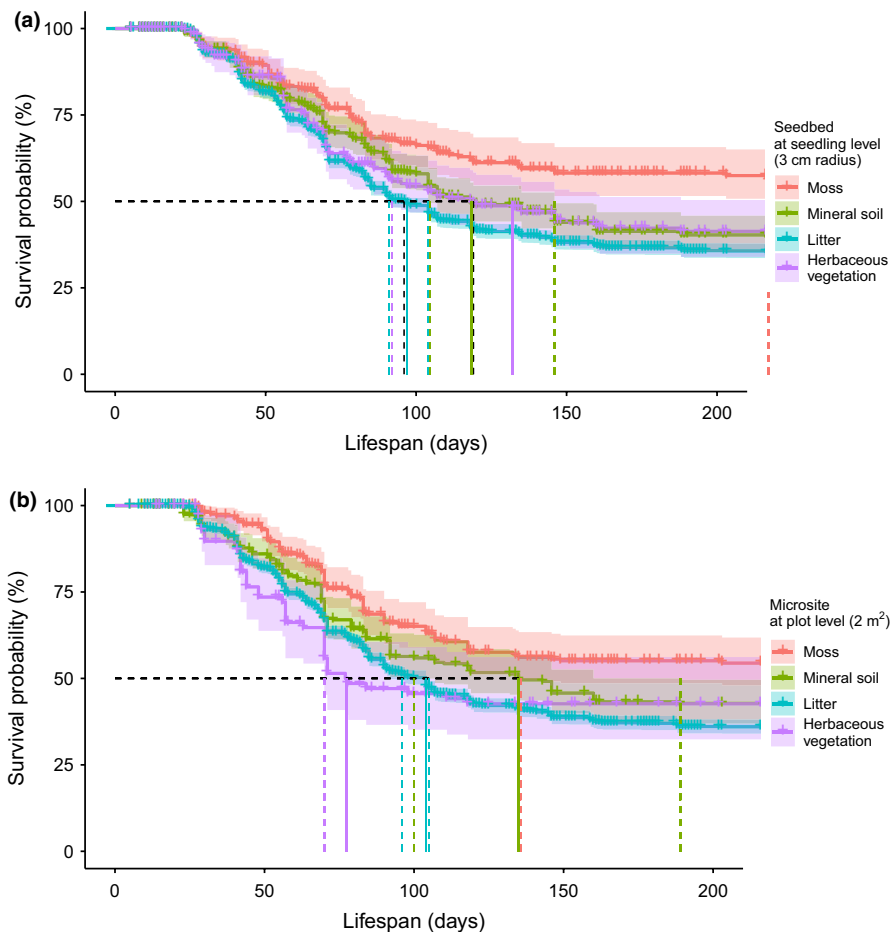 (a)
100
75
50
25
0
Survival probability (%)
0 50 100 150 200
Lifespan (days)
Seedbed
at seedling level
(3 cm radius)
Moss
Mineral soil
Litter
Herbaceous
vegetation
(b)
100
75
50
25
0
Survival probability (%)
0 50 100 150 200
Lifespan (days)
Microsite
at plot level (2 m²)
Moss
Mineral soil
Litter
Herbaceous
vegetation